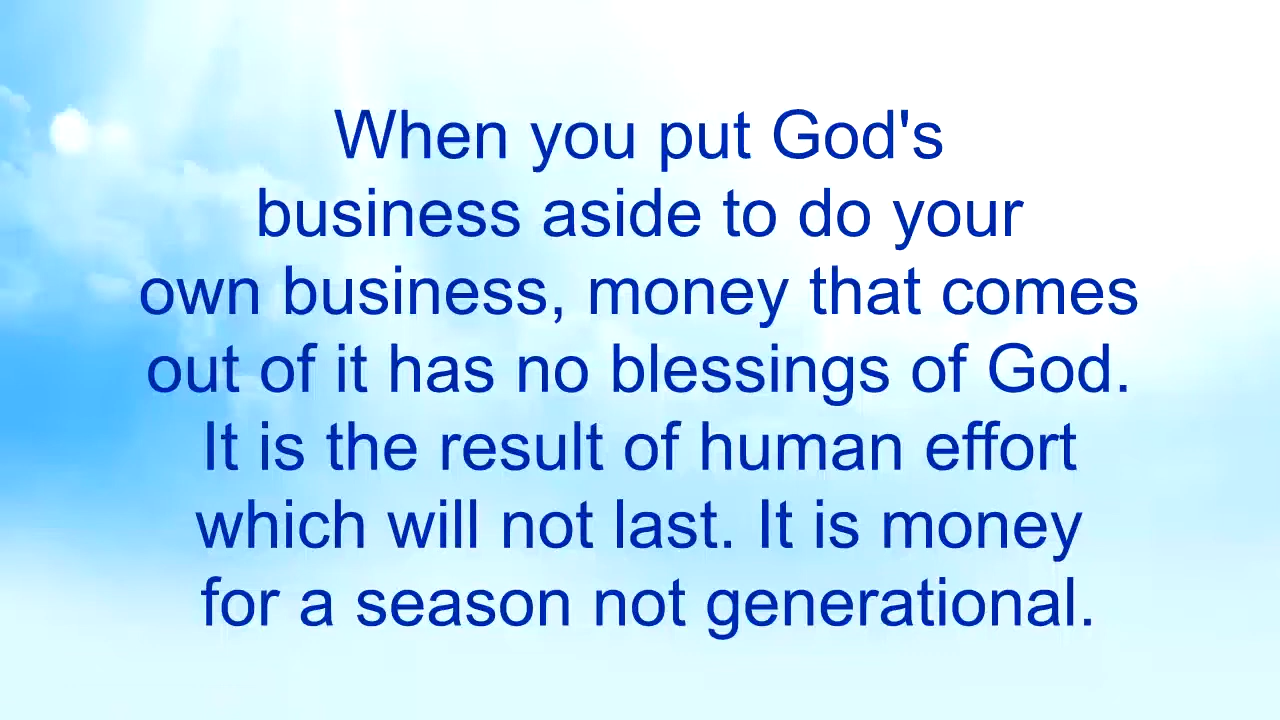 When you put God's
business aside to do your
own business, money that comes
out of it has no blessings of God.
It is the result of human effort
which will not last. It is money
for a season not generational.